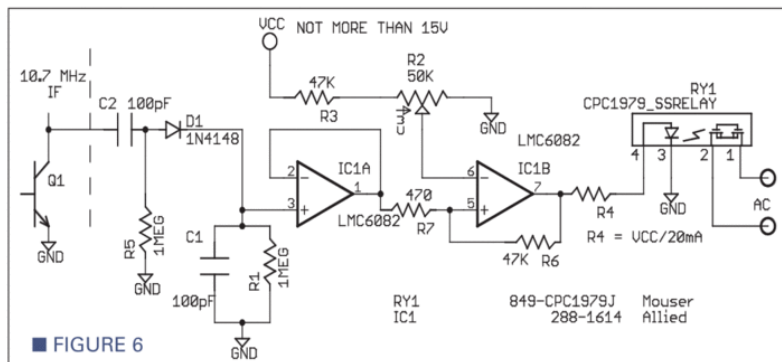 VCC NOT MORE THAN 15V
10.7 MHz
IF
C2
100pF
D1
1N4148
47K
R3
R2
50K
CW
GND
RY1
CPC1979_SSRELAY
4
3
2
1
GND
AC
LMC6082
IC1B
6
5
7
R4
R4 = VCC/20mA
IC1A
2
3
1
LMC6082
470
R7
47K
R6
Q1
GND
R5
1MEG
GND
C1
100pF
R1
1MEG
GND
RY1 849-CPC1979J Mouser
IC1 288-1614 Allied
FIGURE 6